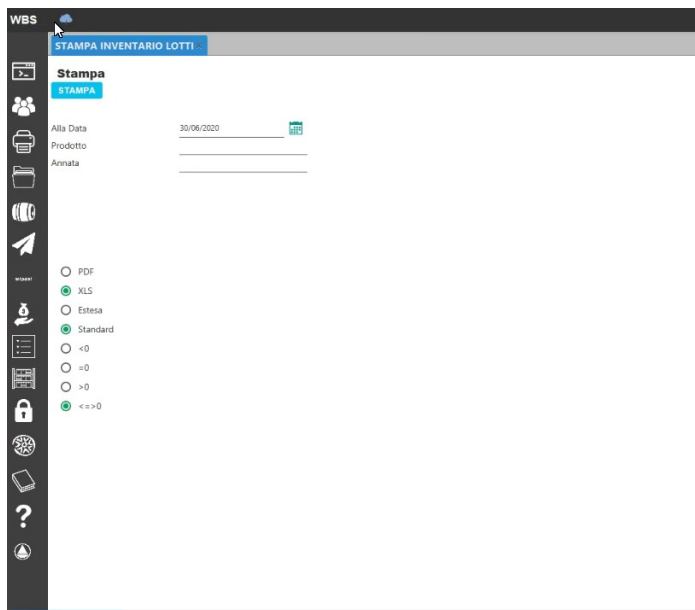 WBS
STAMPA INVENTARIO LOTTI ×
Stampa
STAMPA
Alla Data 30/06/2020
Prodotto
Annata
PDF
XLS
Estesa
Standard
<0
=0
>0
<=>0